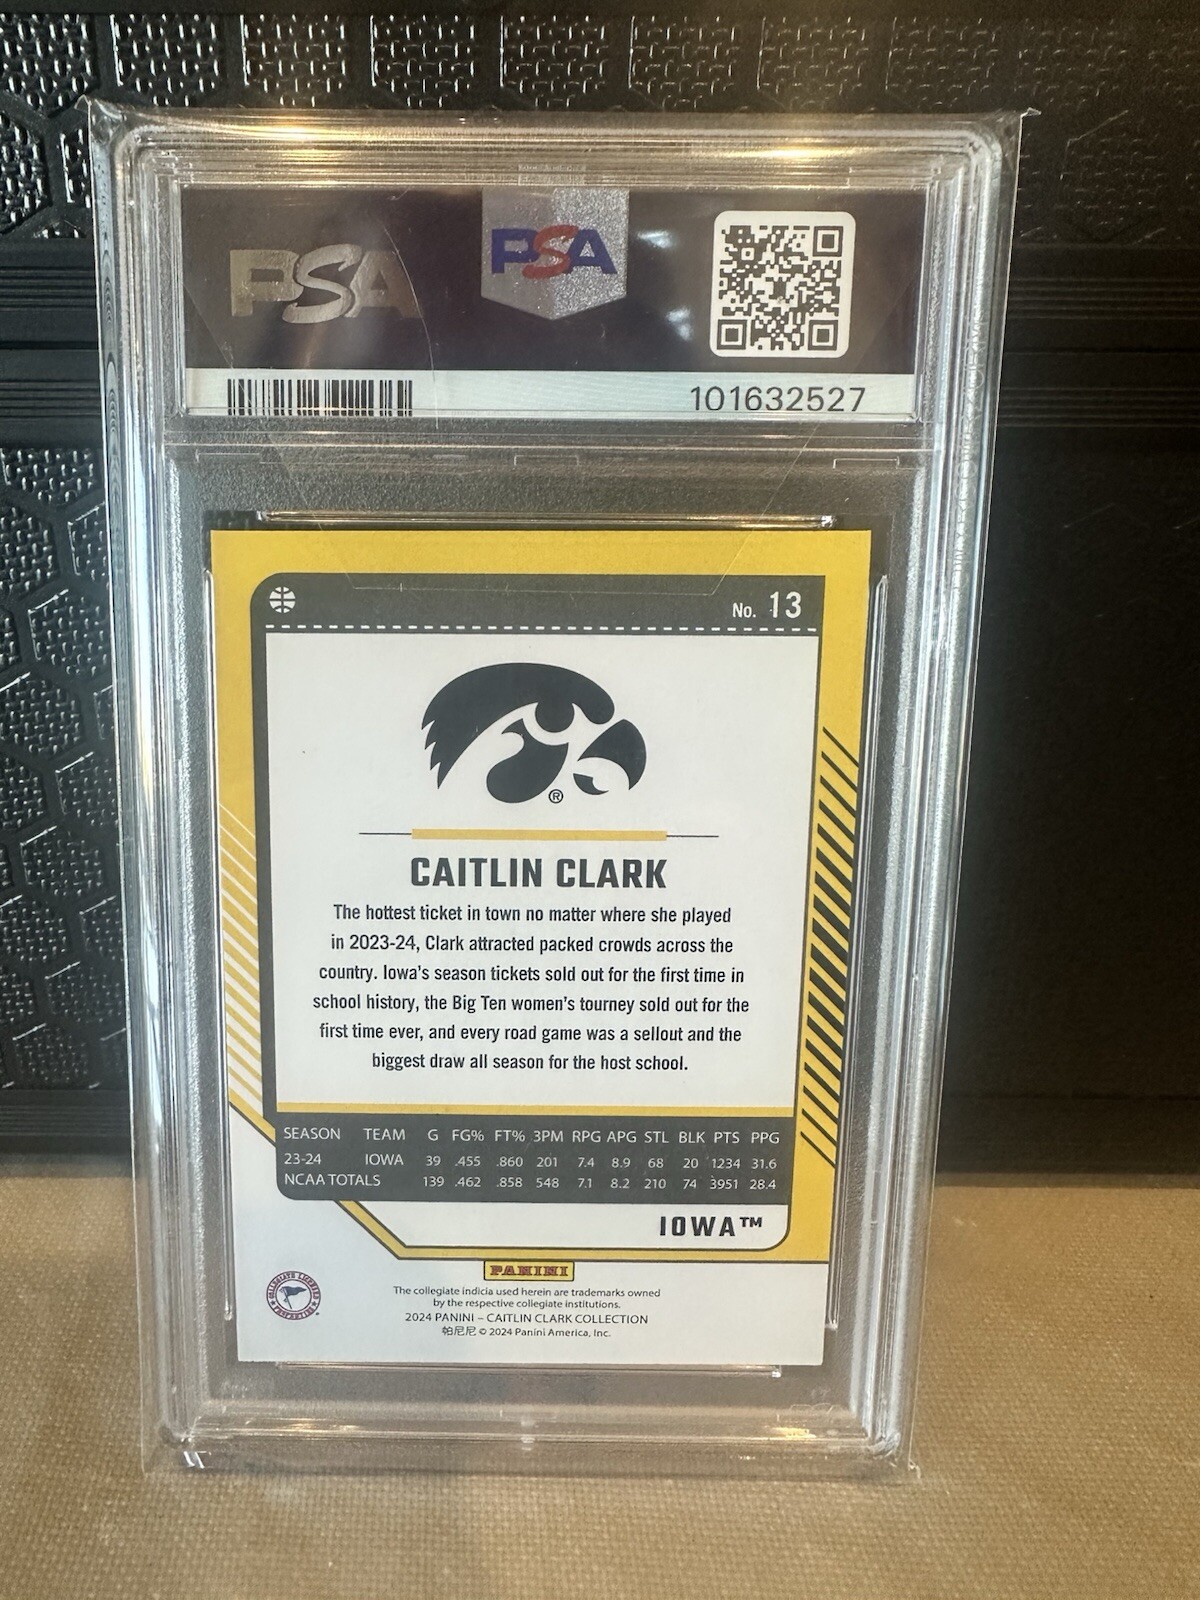 PSA PSA
101632527
No. 13
®
CAITLIN CLARK
The hottest ticket in town no matter where she played
in 2023-24, Clark attracted packed crowds across the
country. Iowa's season tickets sold out for the first time in
school history, the Big Ten women's tourney sold out for the
first time ever, and every road game was a sellout and the
biggest draw all season for the host school.
SEASON TEAM G FG% FT% 3PM RPG APG STL BLK PTS PPG
23-24 IOWA 39 .455 .860 201 7.4 8.9 68 20 1234 31.6
NCAA TOTALS 139 .462 .858 548 7.1 8.2 210 74 3951 28.4
IOWA™
PANINI
COLLEGIATE LICENSED PROPERTIES
The collegiate indicia used herein are trademarks owned
by the respective collegiate institutions.
2024 PANINI – CAITLIN CLARK COLLECTION
帕尼尼 © 2024 Panini America, Inc.